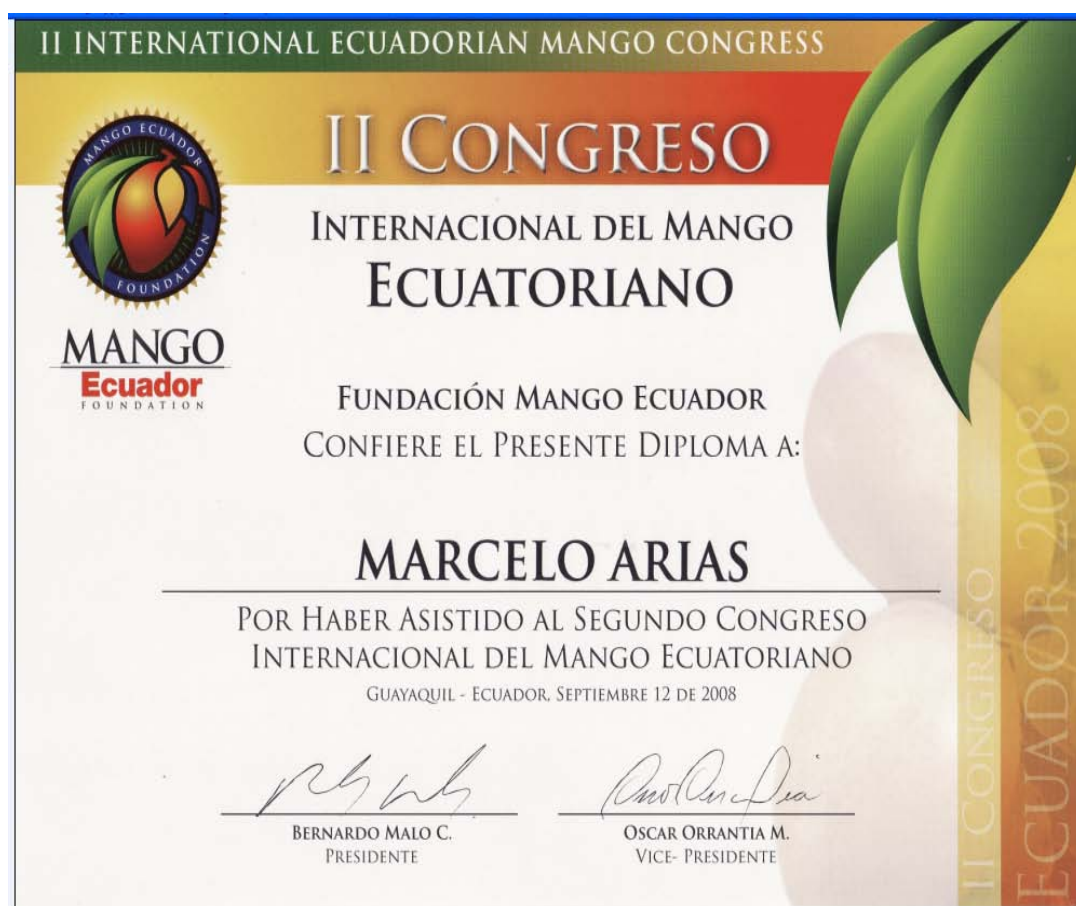 II INTERNATIONAL ECUADORIAN MANGO CONGRESS
MANGO ECUADOR
FOUNDATION
MANGO
Ecuador
FOUNDATION
II CONGRESO
INTERNACIONAL DEL MANGO
ECUATORIANO
FUNDACIÓN MANGO ECUADOR
CONFIERE EL PRESENTE DIPLOMA A:
MARCELO ARIAS
POR HABER ASISTIDO AL SEGUNDO CONGRESO
INTERNACIONAL DEL MANGO ECUATORIANO
GUAYAQUIL - ECUADOR, SEPTIEMBRE 12 DE 2008
BERNARDO MALO C.
PRESIDENTE
OSCAR ORRANTIA M.
VICE- PRESIDENTE
II CONGRESO
ECUADOR 2008